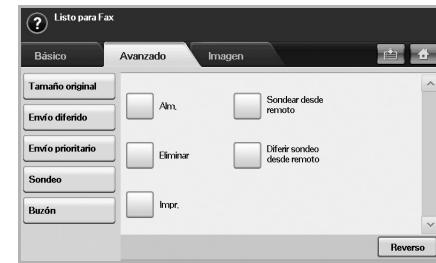 Listo para Fax
Básico Avanzado Imagen
Tamaño original
Envío diferido
Envío prioritario
Sondeo
Buzón
Alm.
Eliminar
Impr.
Sondear desde
remoto
Diferir sondeo
desde remoto
Reverso